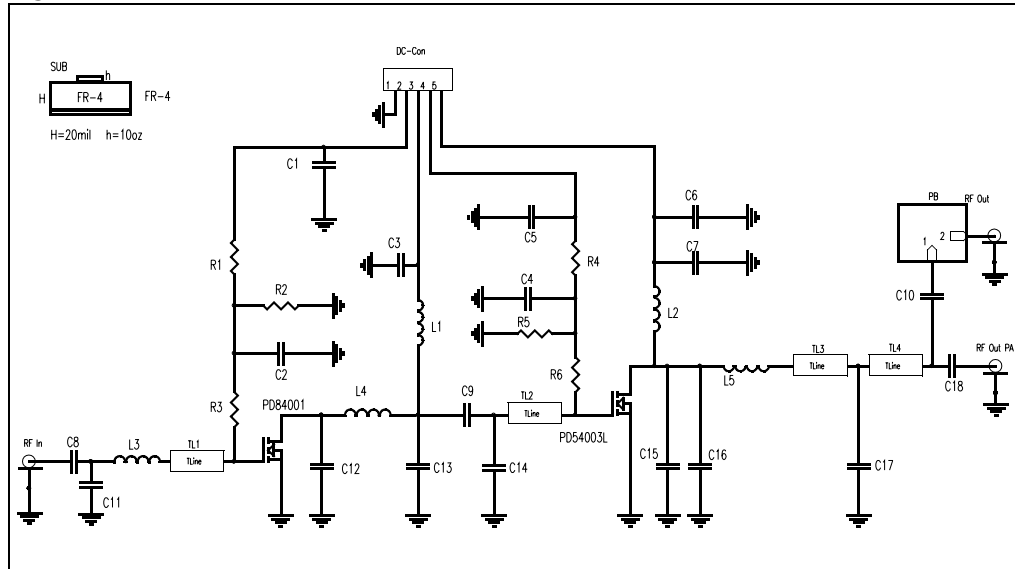 DC-Con
1 2 3 4 5
SUB
h
H
FR-4
FR-4
H=20mil h=10oz
C1
C6
PB
RF Out
C5
C3
C7
1
2
R1
R4
R2
C4
C10
L1
R5
L2
C2
TL3
TLine
TL4
TLine
RF Out PA
L5
C18
R6
L4
C9
TL2
TLine
R3
PD84001
PD54003L
RF In
C8
L3
TL1
TLine
C12
C13
C14
C15
C16
C17
C11